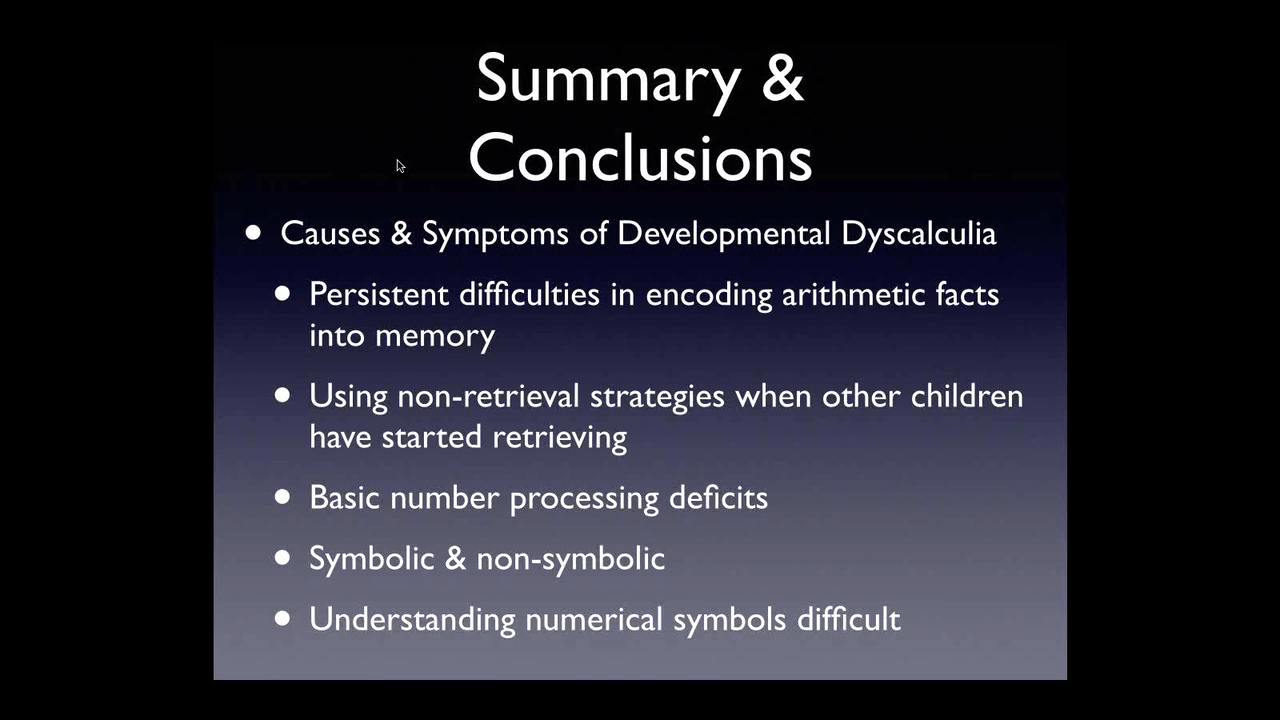 Summary &
Conclusions
• Causes & Symptoms of Developmental Dyscalculia
• Persistent difficulties in encoding arithmetic facts
into memory
• Using non-retrieval strategies when other children
have started retrieving
• Basic number processing deficits
• Symbolic & non-symbolic
• Understanding numerical symbols difficult